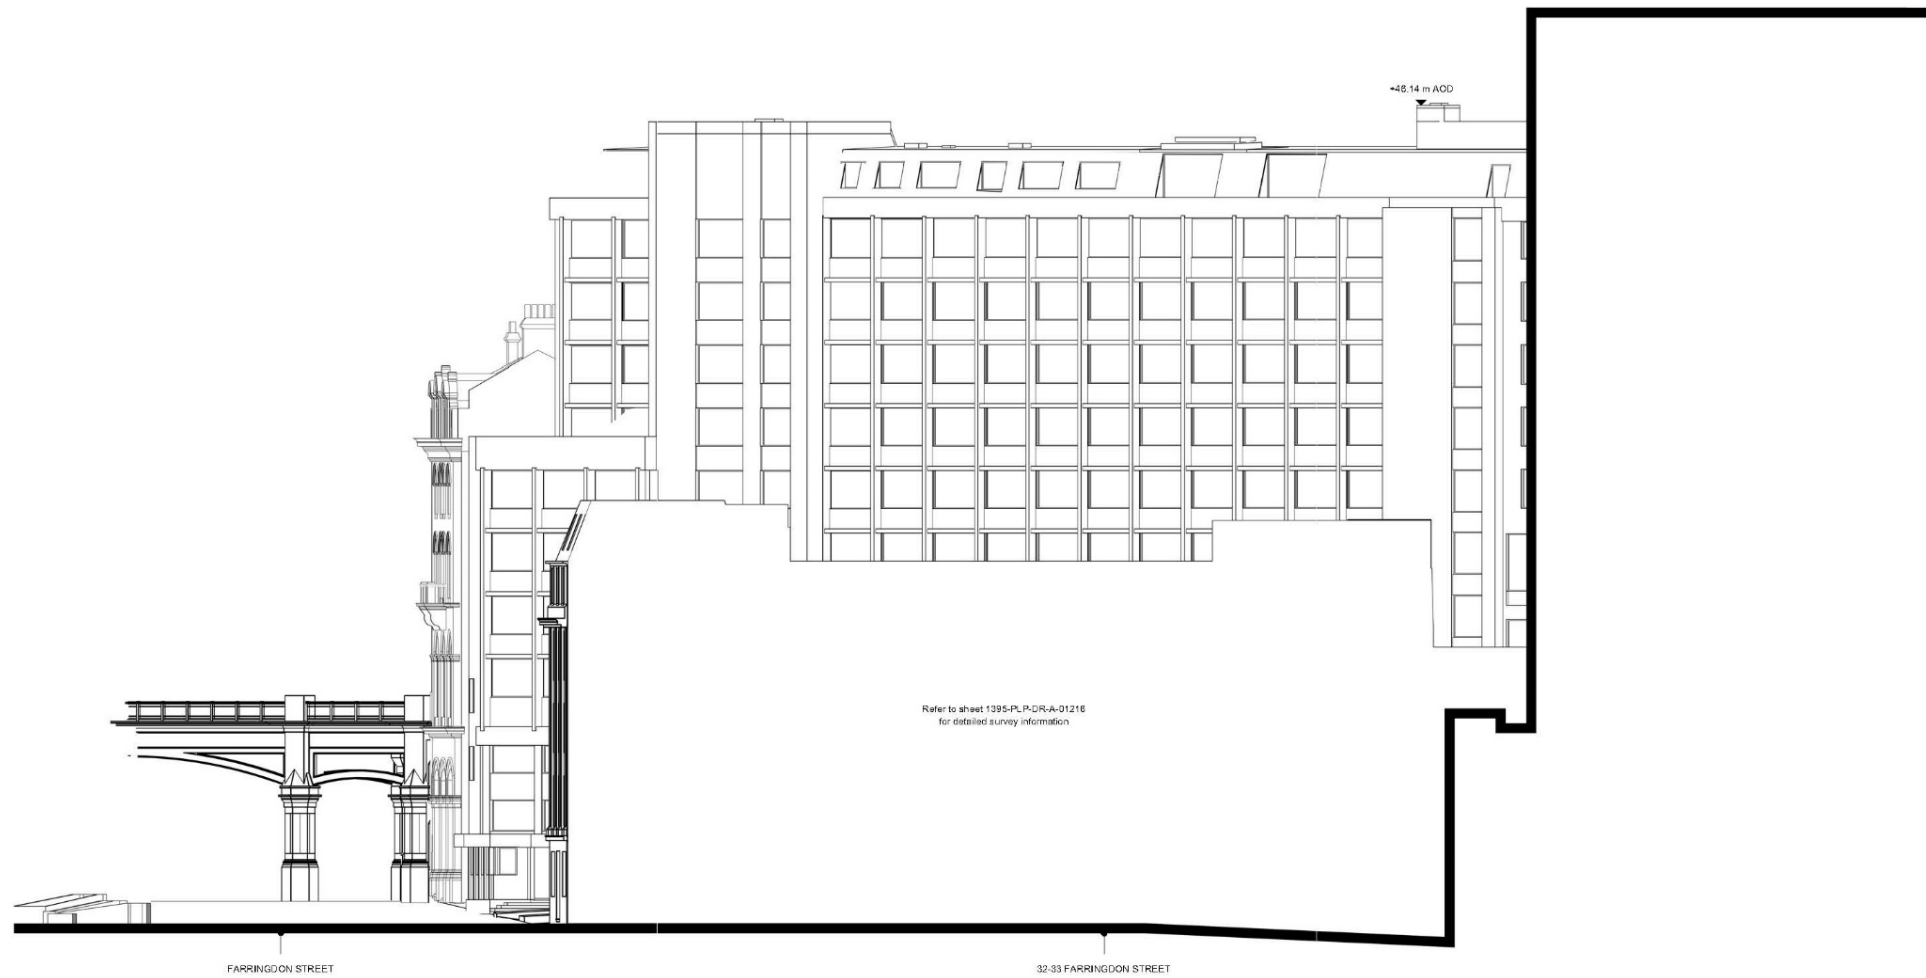 +46.14 m AOD
Refer to sheet 1395-PLP-DR-A-01216
for detailed survey information
FARRINGDON STREET
32-33 FARRINGDON STREET